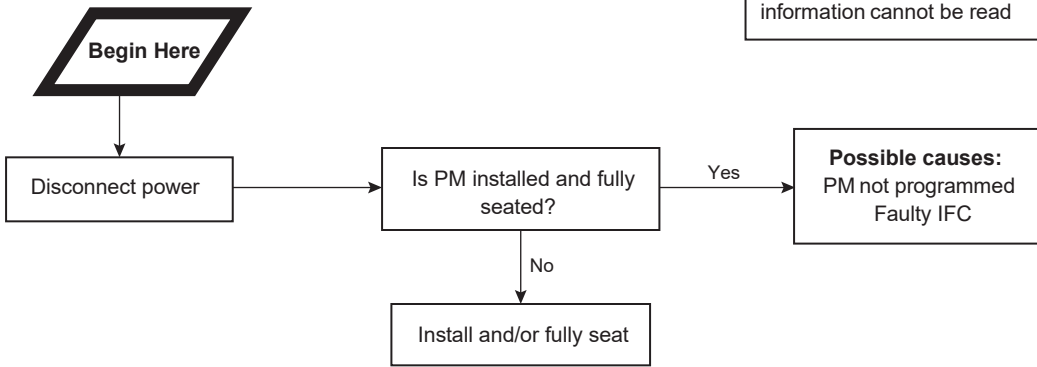 information cannot be read
Begin Here
Disconnect power
Is PM installed and fully
seated?
Yes
Possible causes:
PM not programmed
Faulty IFC
No
Install and/or fully seat